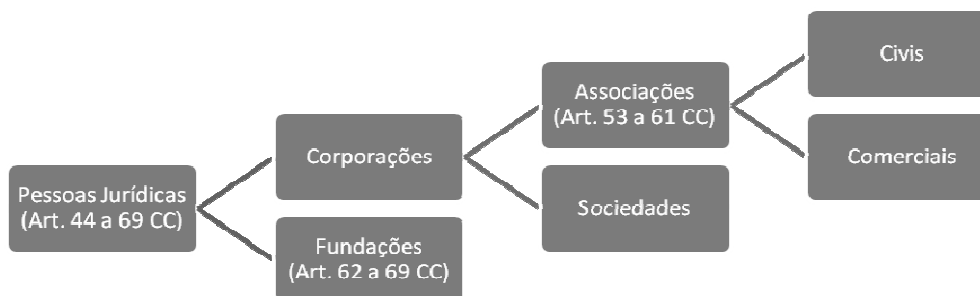 Pessoas Jurídicas
(Art. 44 a 69 CC)
Corporações
Fundações
(Art. 62 a 69 CC)
Associações
(Art. 53 a 61 CC)
Sociedades
Civis
Comerciais